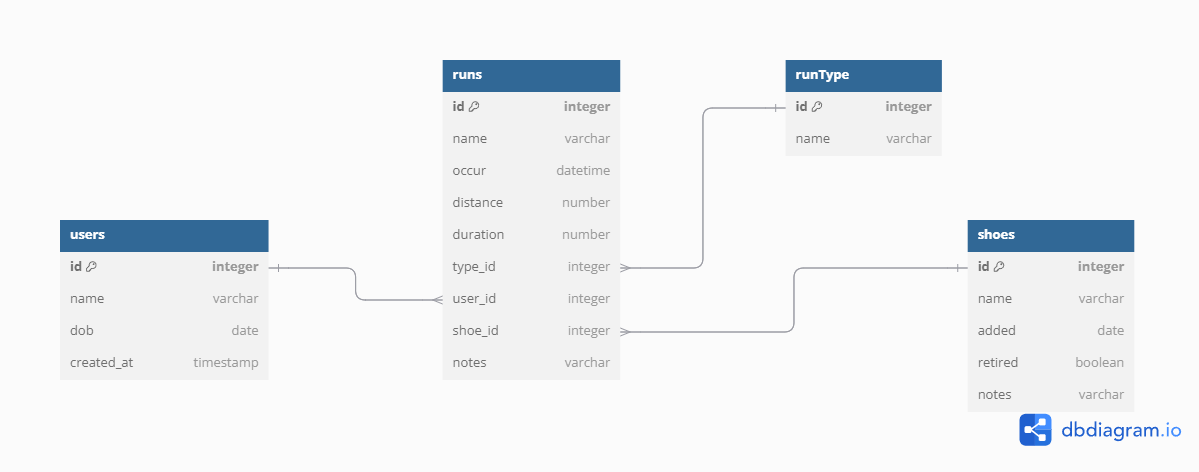 runs
id integer
name varchar
occur datetime
distance number
duration number
type_id integer
user_id integer
shoe_id integer
notes varchar
runType
id integer
name varchar
users
id integer
name varchar
dob date
created_at timestamp
shoes
id integer
name varchar
added date
retired boolean
notes varchar
dbdiagram.io